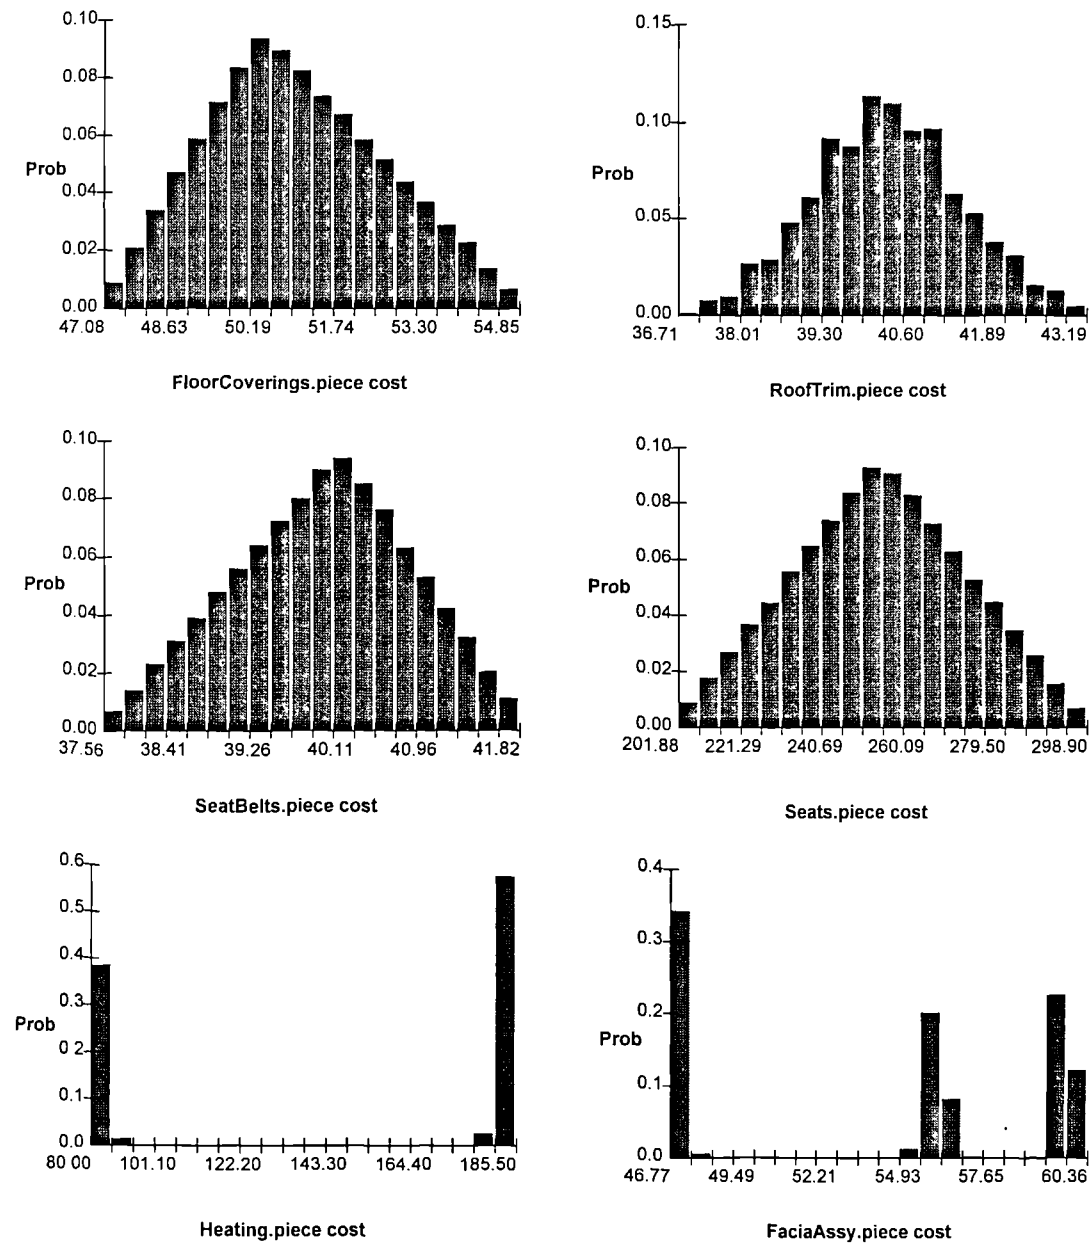 0.10
0.08
0.06
Prob
0.04
0.02
0.00
47.08 48.63 50.19 51.74 53.30 54.85
FloorCoverings.piece cost
0.15
0.10
Prob
0.05
0.00
36.71 38.01 39.30 40.60 41.89 43.19
RoofTrim.piece cost
0.10
0.08
0.06
Prob
0.04
0.02
0.00
37.56 38.41 39.26 40.11 40.96 41.82
SeatBelts.piece cost
0.10
0.08
0.06
Prob
0.04
0.02
0.00
201.88 221.29 240.69 260.09 279.50 298.90
Seats.piece cost
0.6
0.5
0.4
0.3
Prob
0 2
0.1
0.0
80 00 101.10 122.20 143.30 164.40 185.50
Heating.piece cost
0.4
0.3
0.2
Prob
0.1
0.0
46.77 49.49 52.21 54.93 57.65 60.36
FaciaAssy.piece cost